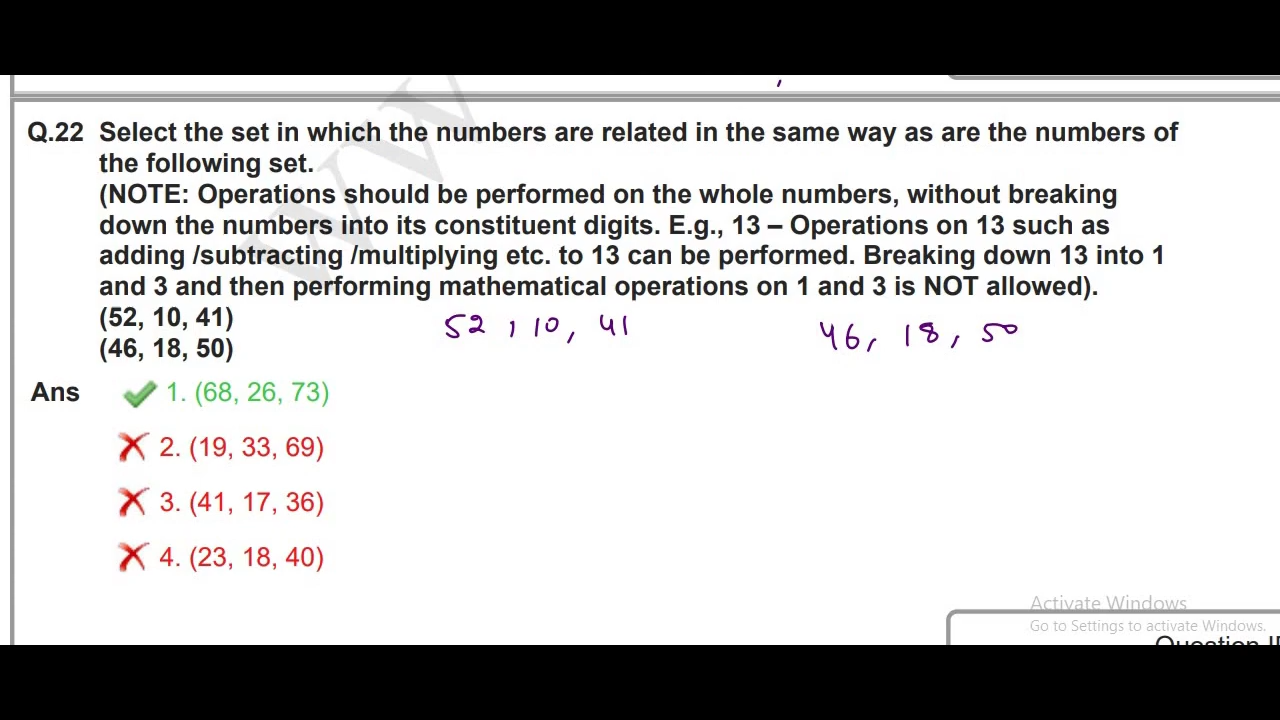 Q.22 Select the set in which the numbers are related in the same way as are the numbers of
the following set.
(NOTE: Operations should be performed on the whole numbers, without breaking
down the numbers into its constituent digits. E.g., 13 – Operations on 13 such as
adding /subtracting /multiplying etc. to 13 can be performed. Breaking down 13 into 1
and 3 and then performing mathematical operations on 1 and 3 is NOT allowed).
(52, 10, 41)
52, 10, 41
46, 18, 50
(46, 18, 50)
Ans 1. (68, 26, 73)
2. (19, 33, 69)
3. (41, 17, 36)
4. (23, 18, 40)
Activate Windows
Go to Settings to activate Windows.